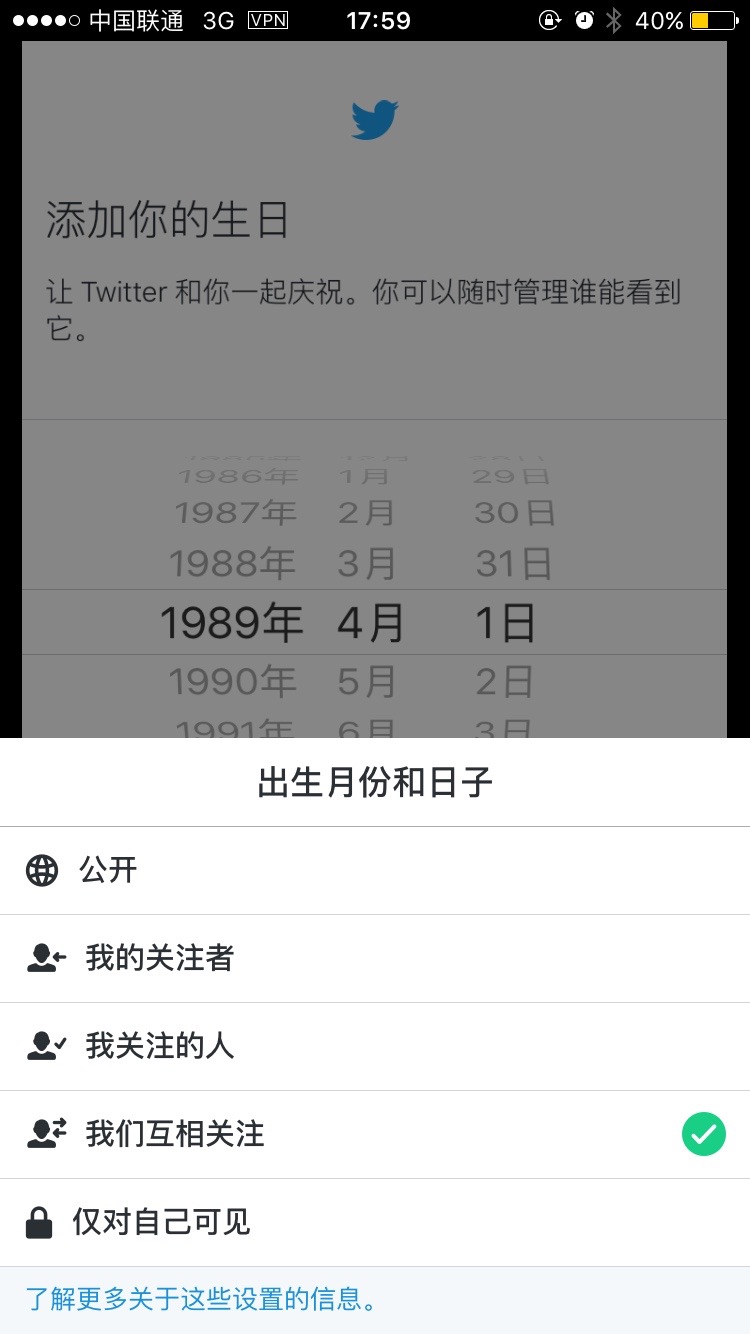 中国联通 3G VPN 17:59 40%
添加你的生日
让 Twitter 和你一起庆祝。你可以随时管理谁能看到
它。
1986年 1月 29日
1987年 2月 30日
1988年 3月 31日
1989年 4月 1日
1990年 5月 2日
1991年 6月 3日
出生月份和日子
公开
我的关注者
我关注的人
我们互相关注
仅对自己可见
了解更多关于这些设置的信息。